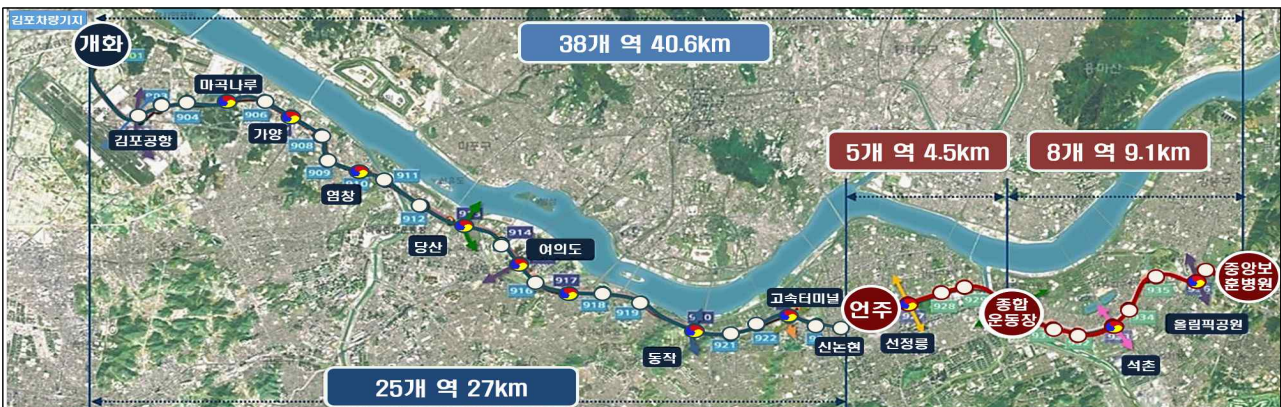 김포차량기지
개화
38개 역 40.6km
마곡나루
904
906
김포공항
가양
908
5개 역 4.5km
8개 역 9.1km
909
911
염창
912
당산
914
여의도
916
917
918
919
고속터미널
언주
종합
운동장
중앙보
훈병원
935
934
올림픽공원
동작
921
922
신논현
선정릉
928
석촌
25개 역 27km